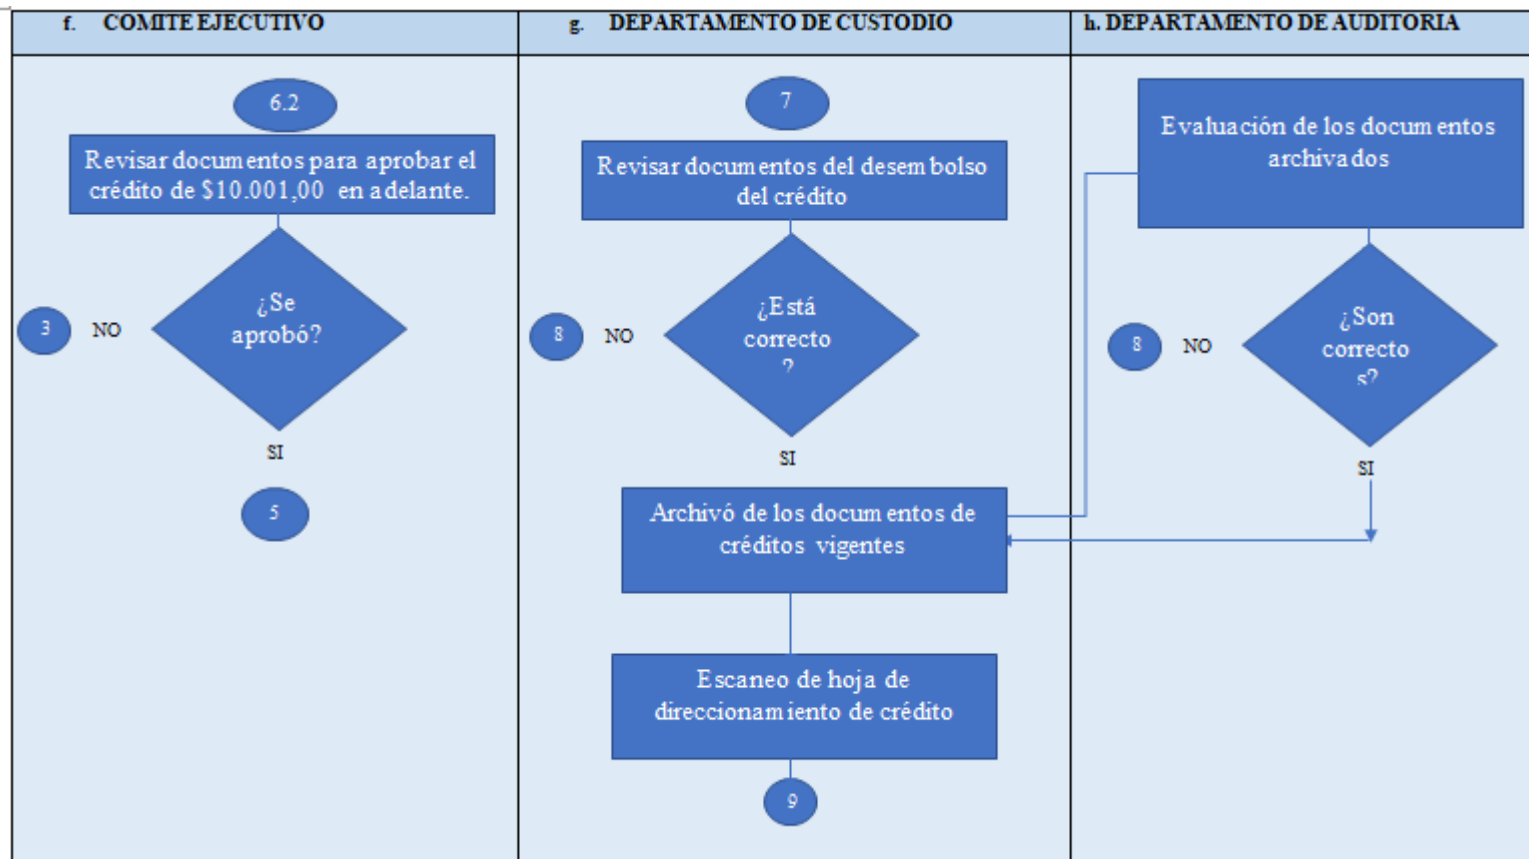 f. COMITE EJECUTIVO
6.2
Revisar documentos para aprobar el
crédito de $10.001,00 en adelante.
¿Se
aprobó?
3
NO
SI
5
g. DEPARTAMENTO DE CUSTODIO
7
Revisar documentos del desembolso
del crédito
¿Está
correcto
?
8
NO
SI
Archivó de los documentos de
créditos vigentes
Escaneo de hoja de
direccionamiento de crédito
9
h. DEPARTAMENTO DE AUDITORIA
Evaluación de los documentos
archivados
¿Son
correcto
s?
8
NO
SI